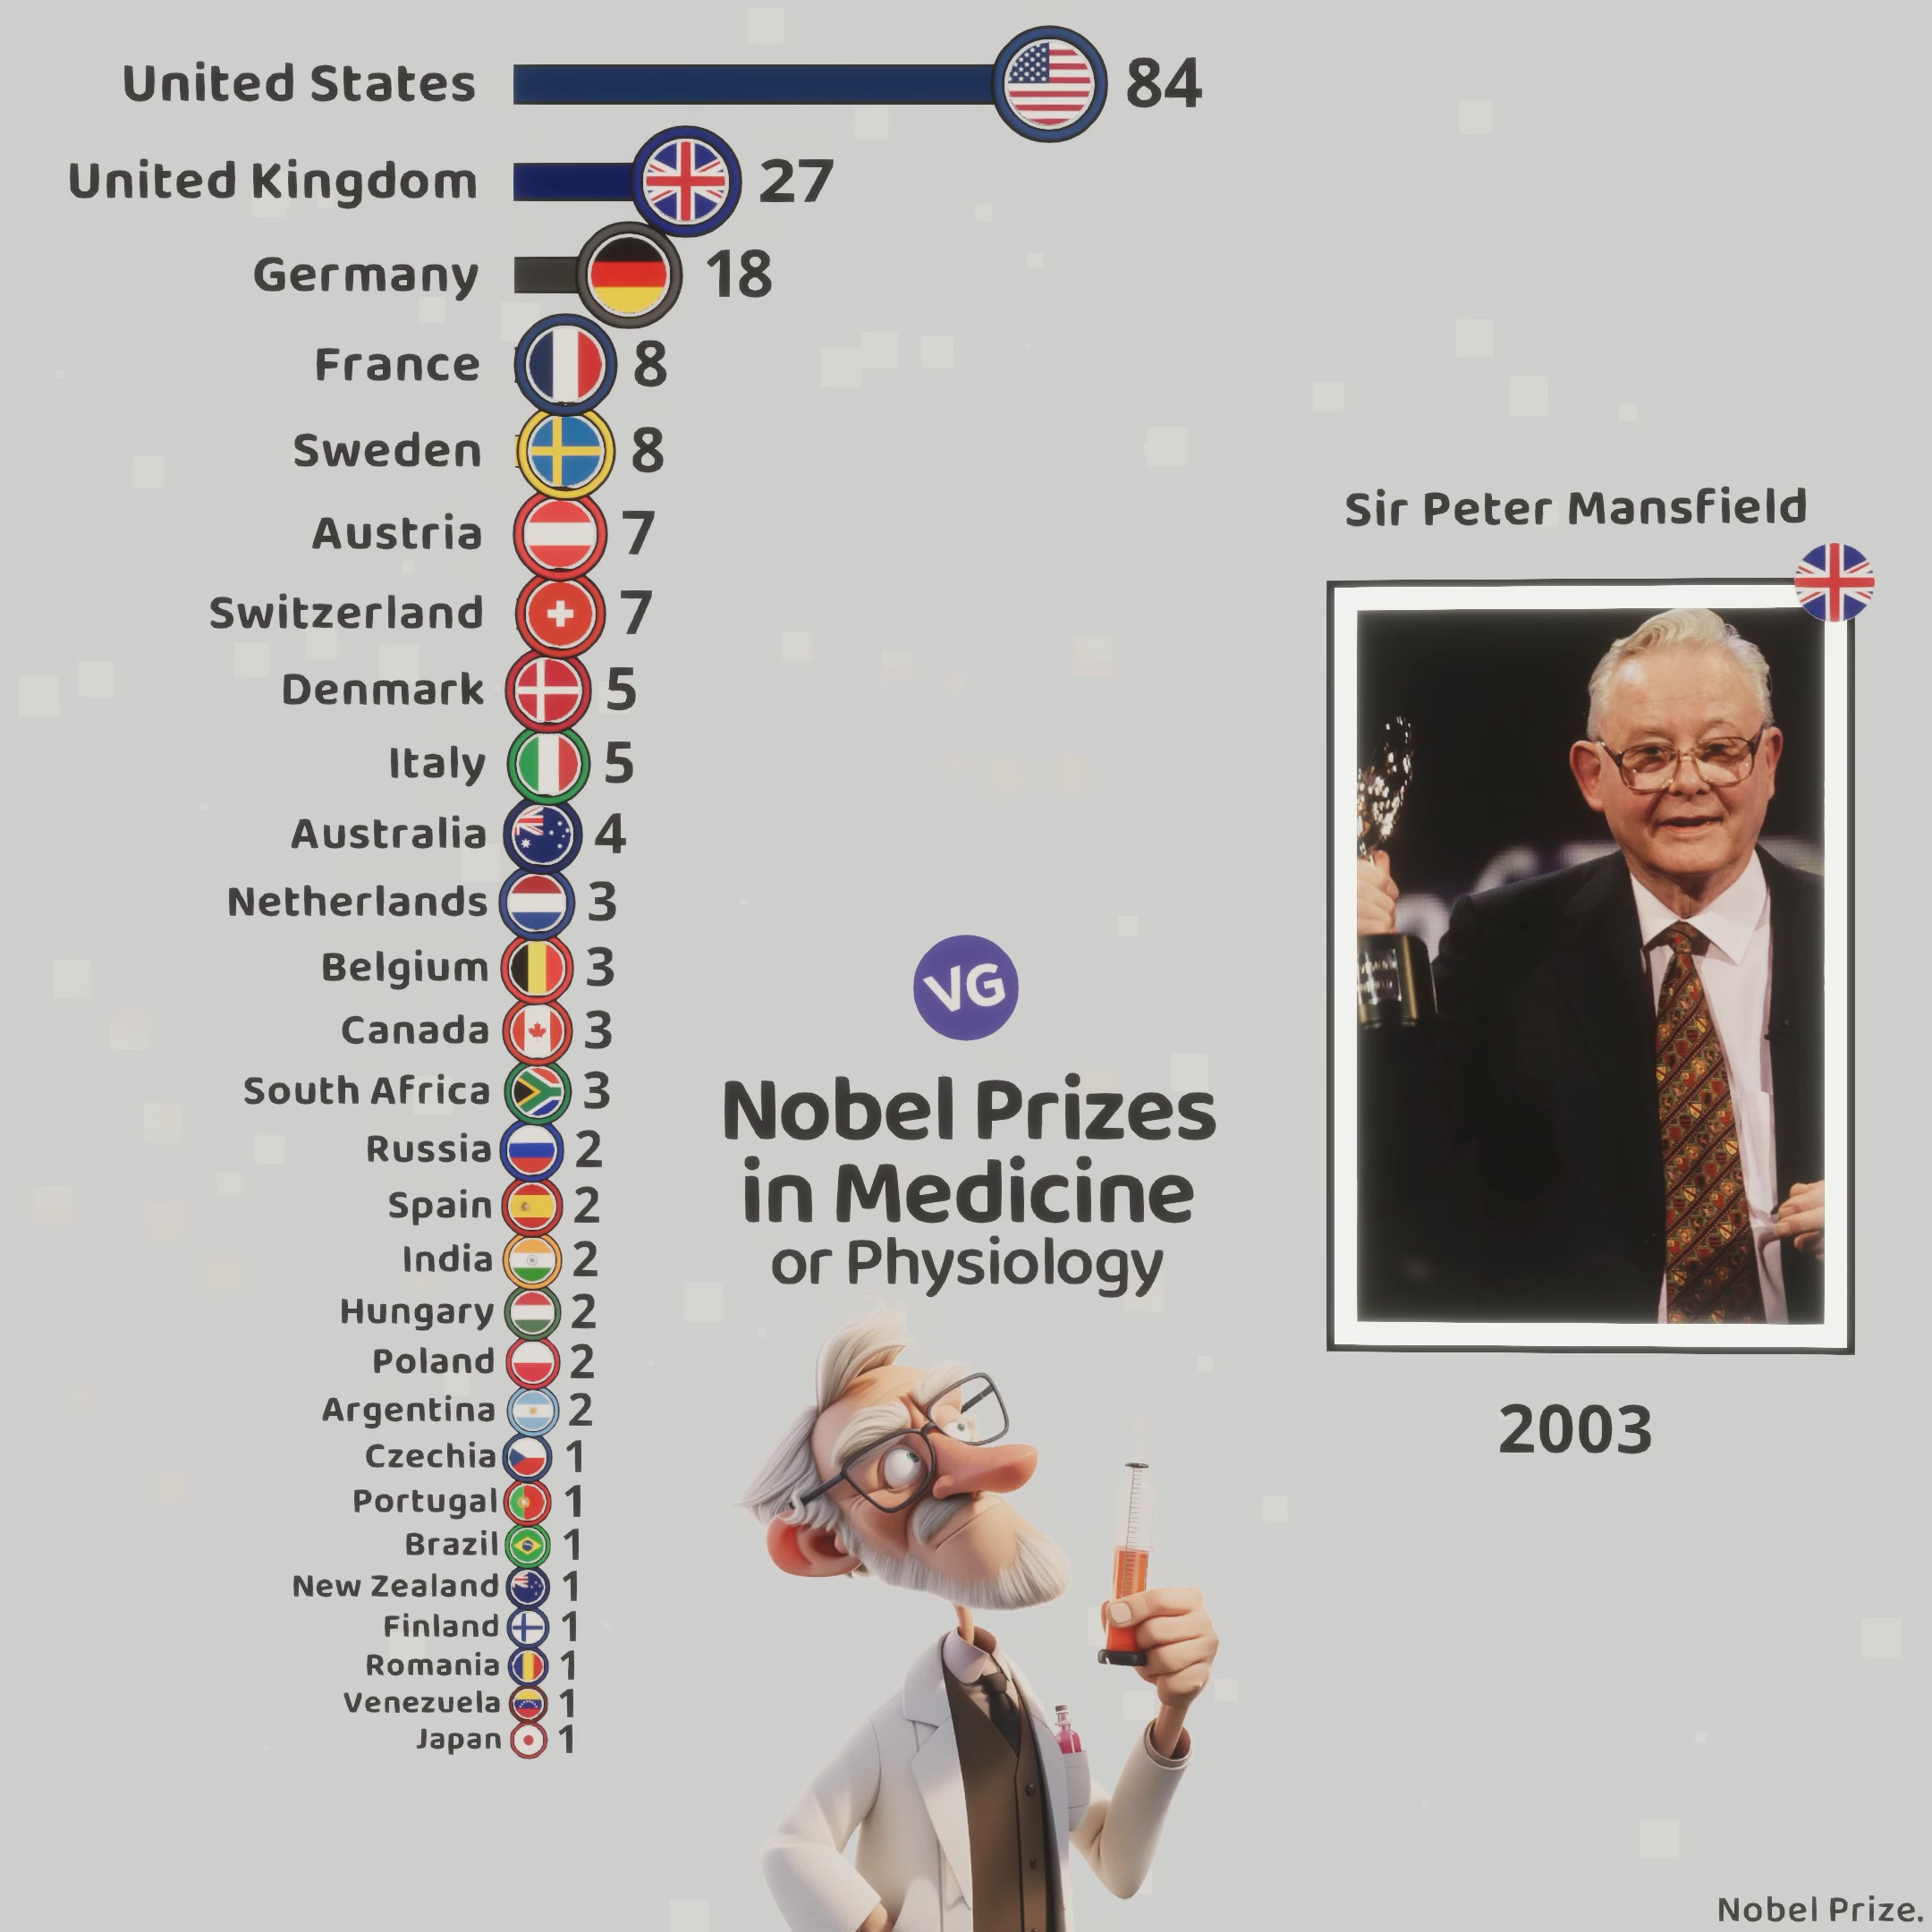 United States 84
United Kingdom 27
Germany 18
France 8
Sweden 8
Austria 7
Switzerland 7
Denmark 5
Italy 5
Australia 4
Netherlands 3
Belgium 3
Canada 3
South Africa 3
Russia 2
Spain 2
India 2
Hungary 2
Poland 2
Argentina 2
Czechia 1
Portugal 1
Brazil 1
New Zealand 1
Finland 1
Romania 1
Venezuela 1
Japan 1
VG
Nobel Prizes
in Medicine
or Physiology
Sir Peter Mansfield
2003
Nobel Prize.